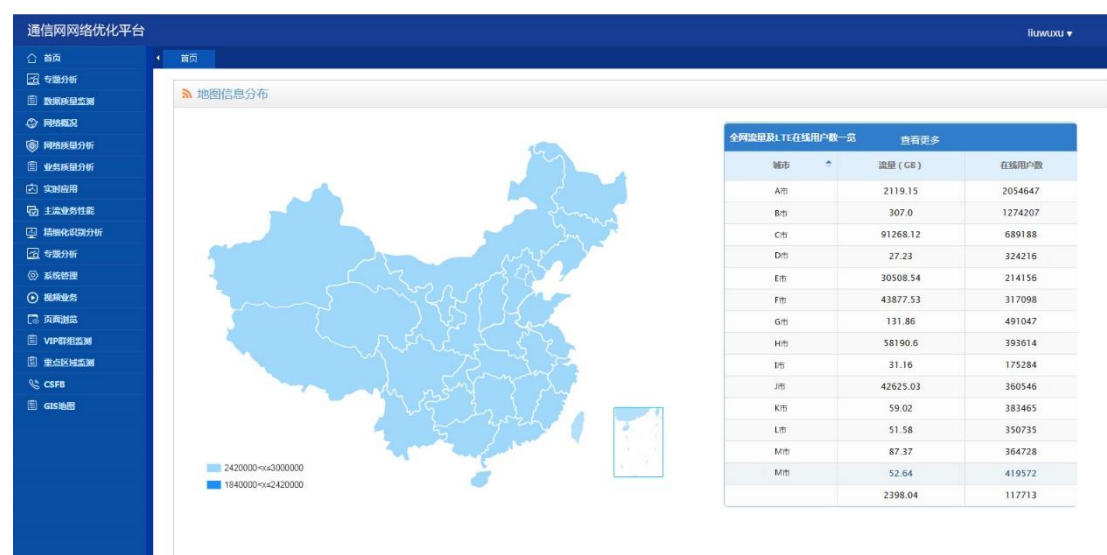 通信网网络优化平台
liuwuxu ▾
首页
首页
专题分析
数据质量监测
网络概况
网络质量分析
业务质量分析
实时应用
主流业务性能
精细化识别分析
专题分析
系统管理
视频业务
页面浏览
VIP群组监测
重点区域监测
CSFB
GIS地图
地图信息分布
2420000<x≤3000000
1840000<x≤2420000
全网流量及LTE在线用户数一览 查看更多
城市 流量 ( GB ) 在线用户数
A市 2119.15 2054647
B市 307.0 1274207
C市 91268.12 689188
D市 27.23 324216
E市 30508.54 214156
F市 43877.53 317098
G市 131.86 491047
H市 58190.6 393614
I市 31.16 175284
J市 42625.03 360546
K市 59.02 383465
L市 51.58 350735
M市 87.37 364728
M市 52.64 419572
2398.04 117713